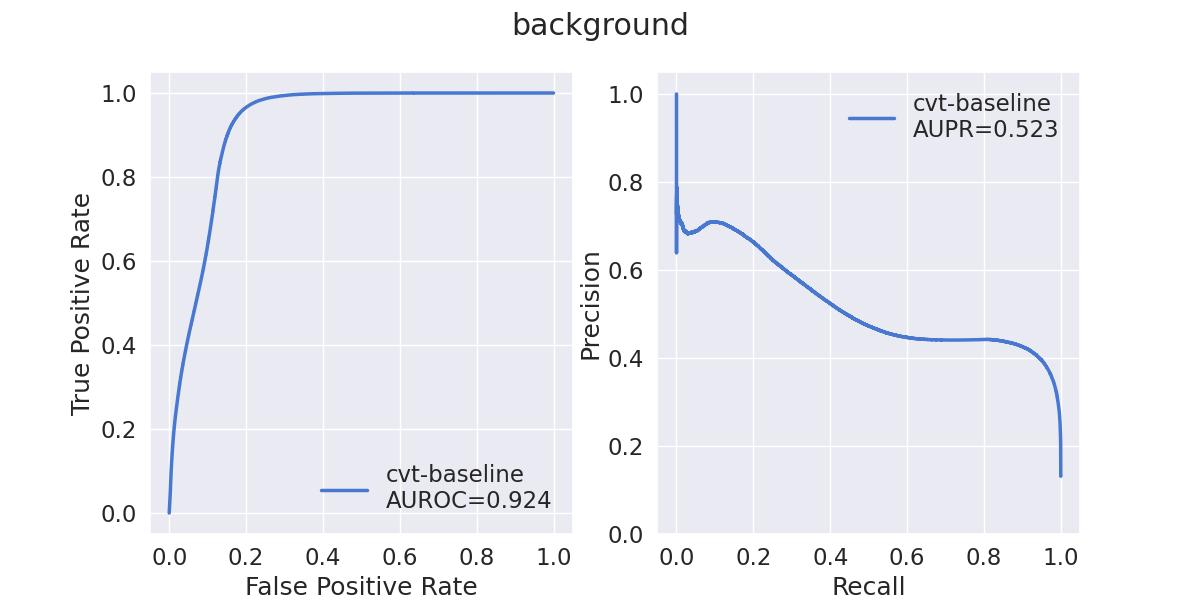 background
True Positive Rate
1.0
0.8
0.6
0.4
0.2
0.0
cvt-baseline
AUROC=0.924
0.0 0.2 0.4 0.6 0.8 1.0
False Positive Rate
Precision
1.0
0.8
0.6
0.4
0.2
0.0
cvt-baseline
AUPR=0.523
0.0 0.2 0.4 0.6 0.8 1.0
Recall